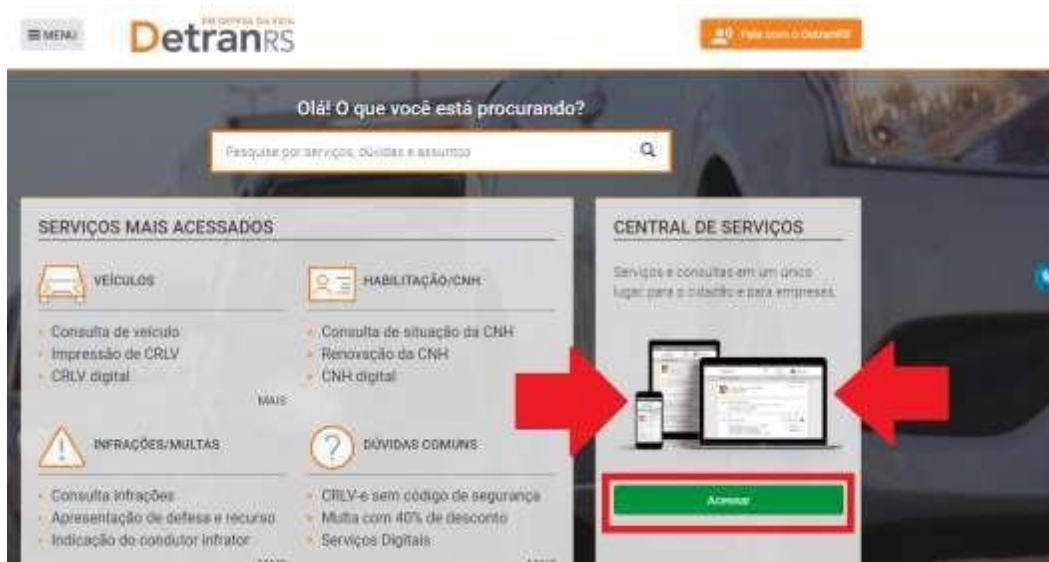 MENU
EM DEFESA DA VIDA
DetranRS
Fale com o DetranRS
Olá! O que você está procurando?
Pesquise por serviços, dúvidas e assuntos
SERVIÇOS MAIS ACESSADOS
VEÍCULOS
Consulta de veículo
Impressão de CRLV
CRLV digital
MAIS
HABILITAÇÃO/CNH
Consulta de situação da CNH
Renovação da CNH
CNH digital
INFRAÇÕES/MULTAS
Consulta Infrações
Apresentação de defesa e recurso
Indicação do condutor infrator
MAIS
DÚVIDAS COMUNS
CRLV-e sem código de segurança
Multa com 40% de desconto
Serviços Digitais
MAIS
CENTRAL DE SERVIÇOS
Serviços e consultas em um único
lugar, para o cidadão e para empresas.
Acessar